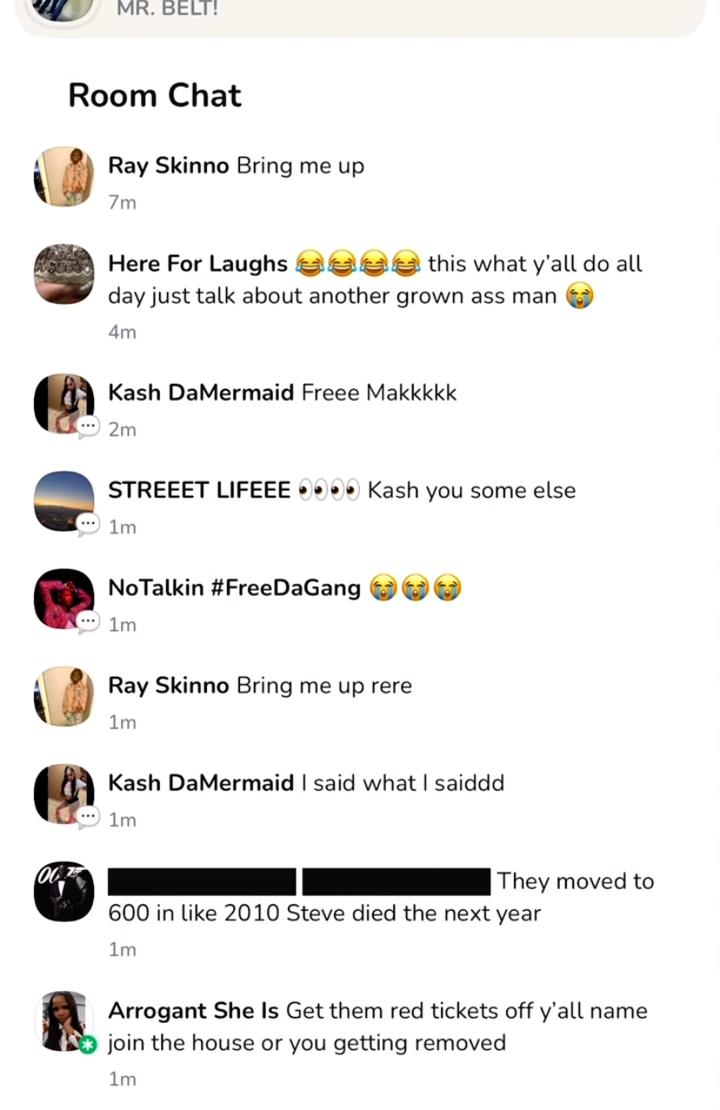 MR. BELT!
Room Chat
Ray Skinno Bring me up
7m
Here For Laughs 😂😂😂😂 this what y'all do all
day just talk about another grown ass man 😭
4m
Kash DaMermaid Freee Makkkkk
2m
STREEET LIFEEE 👀👀 Kash you some else
1m
NoTalkin #FreeDaGang 😭😭😭
1m
Ray Skinno Bring me up rere
1m
Kash DaMermaid I said what I saiddd
1m
007
They moved to
600 in like 2010 Steve died the next year
1m
Arrogant She Is Get them red tickets off y'all name
join the house or you getting removed
1m